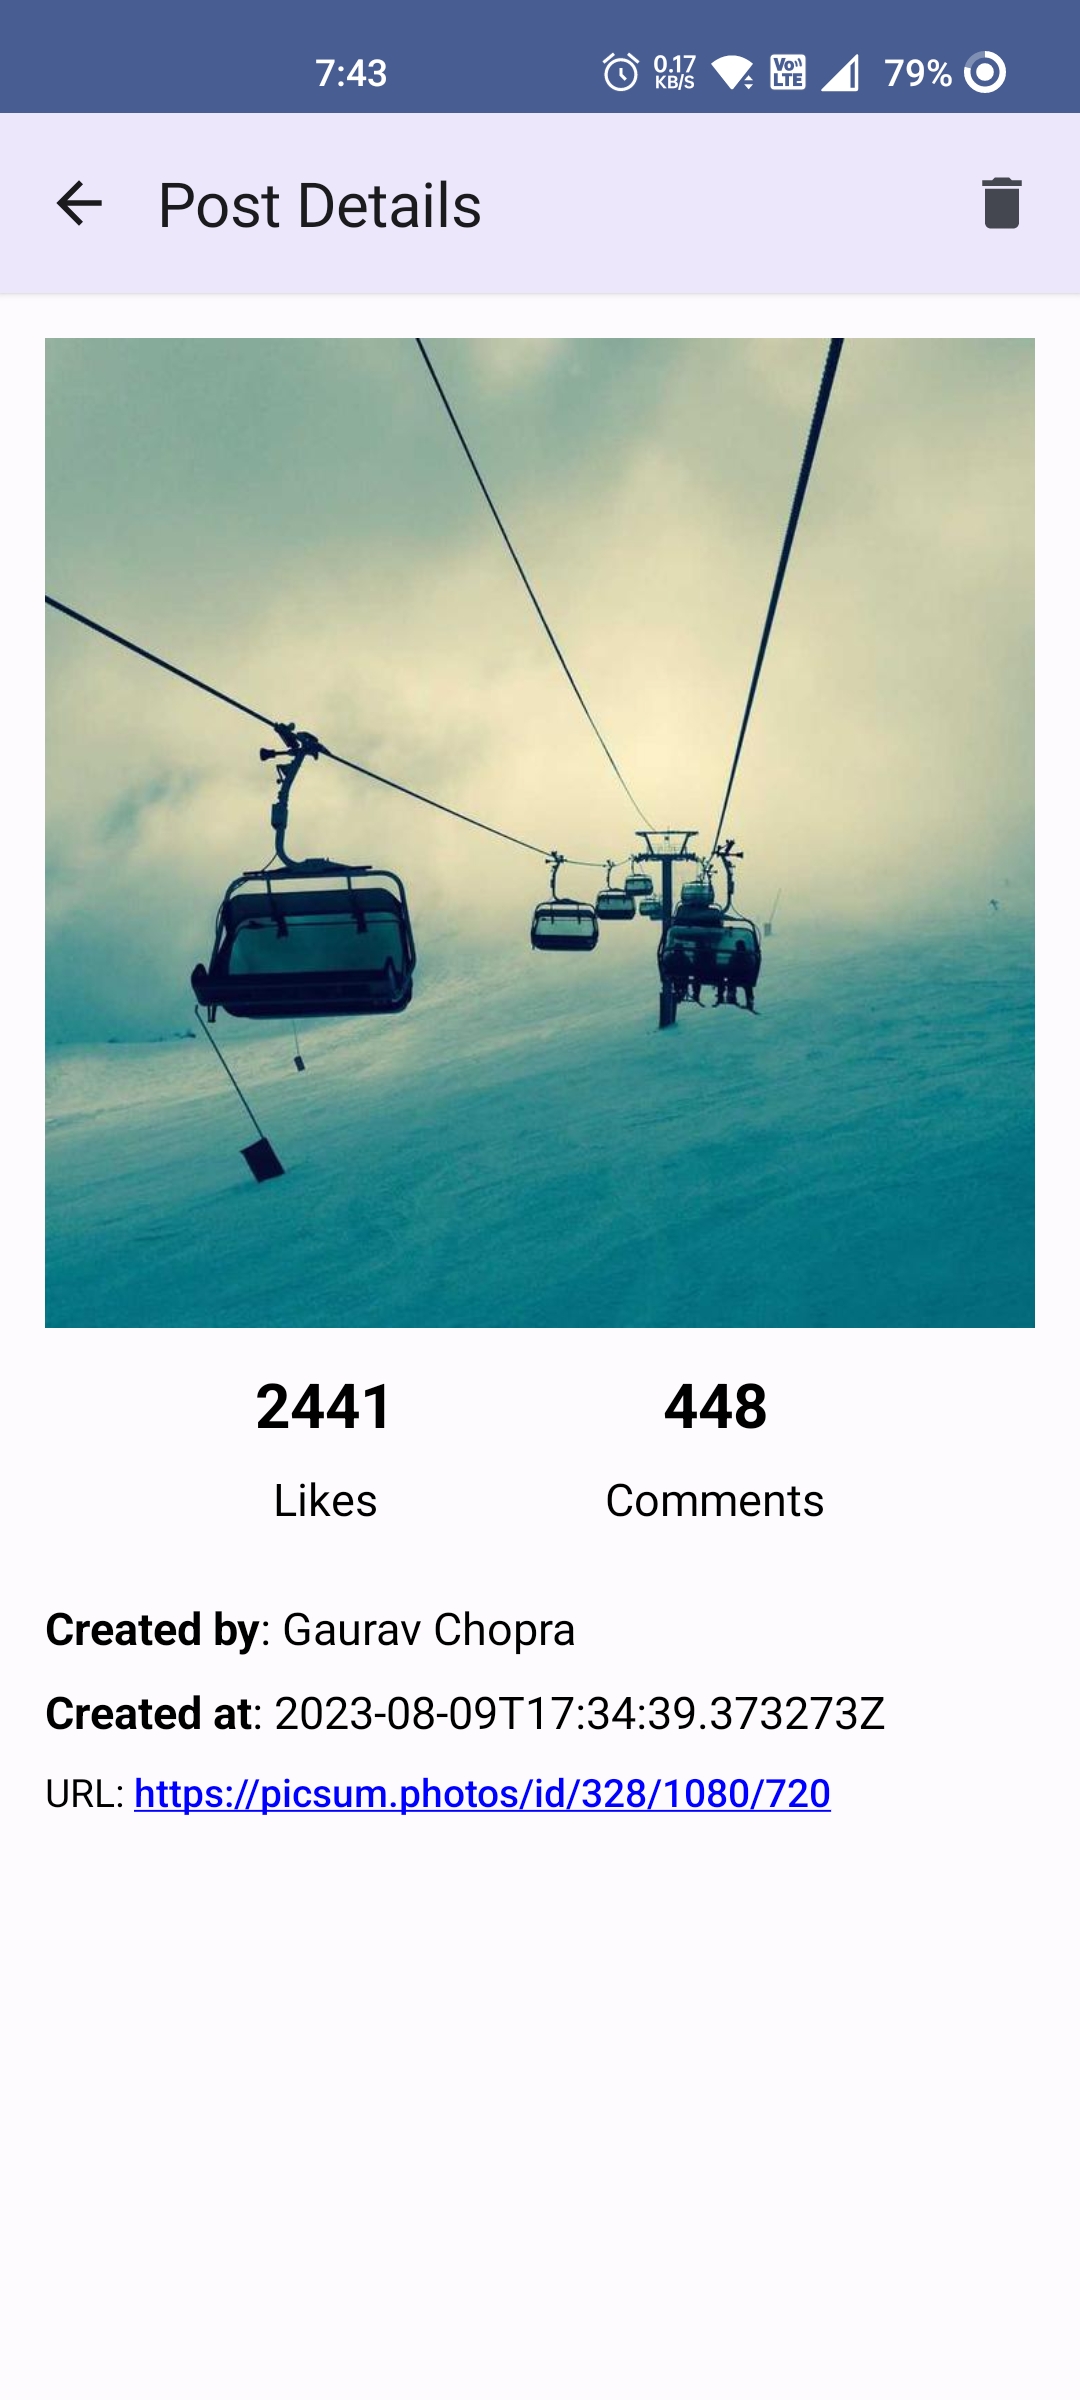 7:43 0.17 KB/S Vo)) LTE 79%
Post Details
2441 448
Likes Comments
Created by: Gaurav Chopra
Created at: 2023-08-09T17:34:39.373273Z
URL: https://picsum.photos/id/328/1080/720